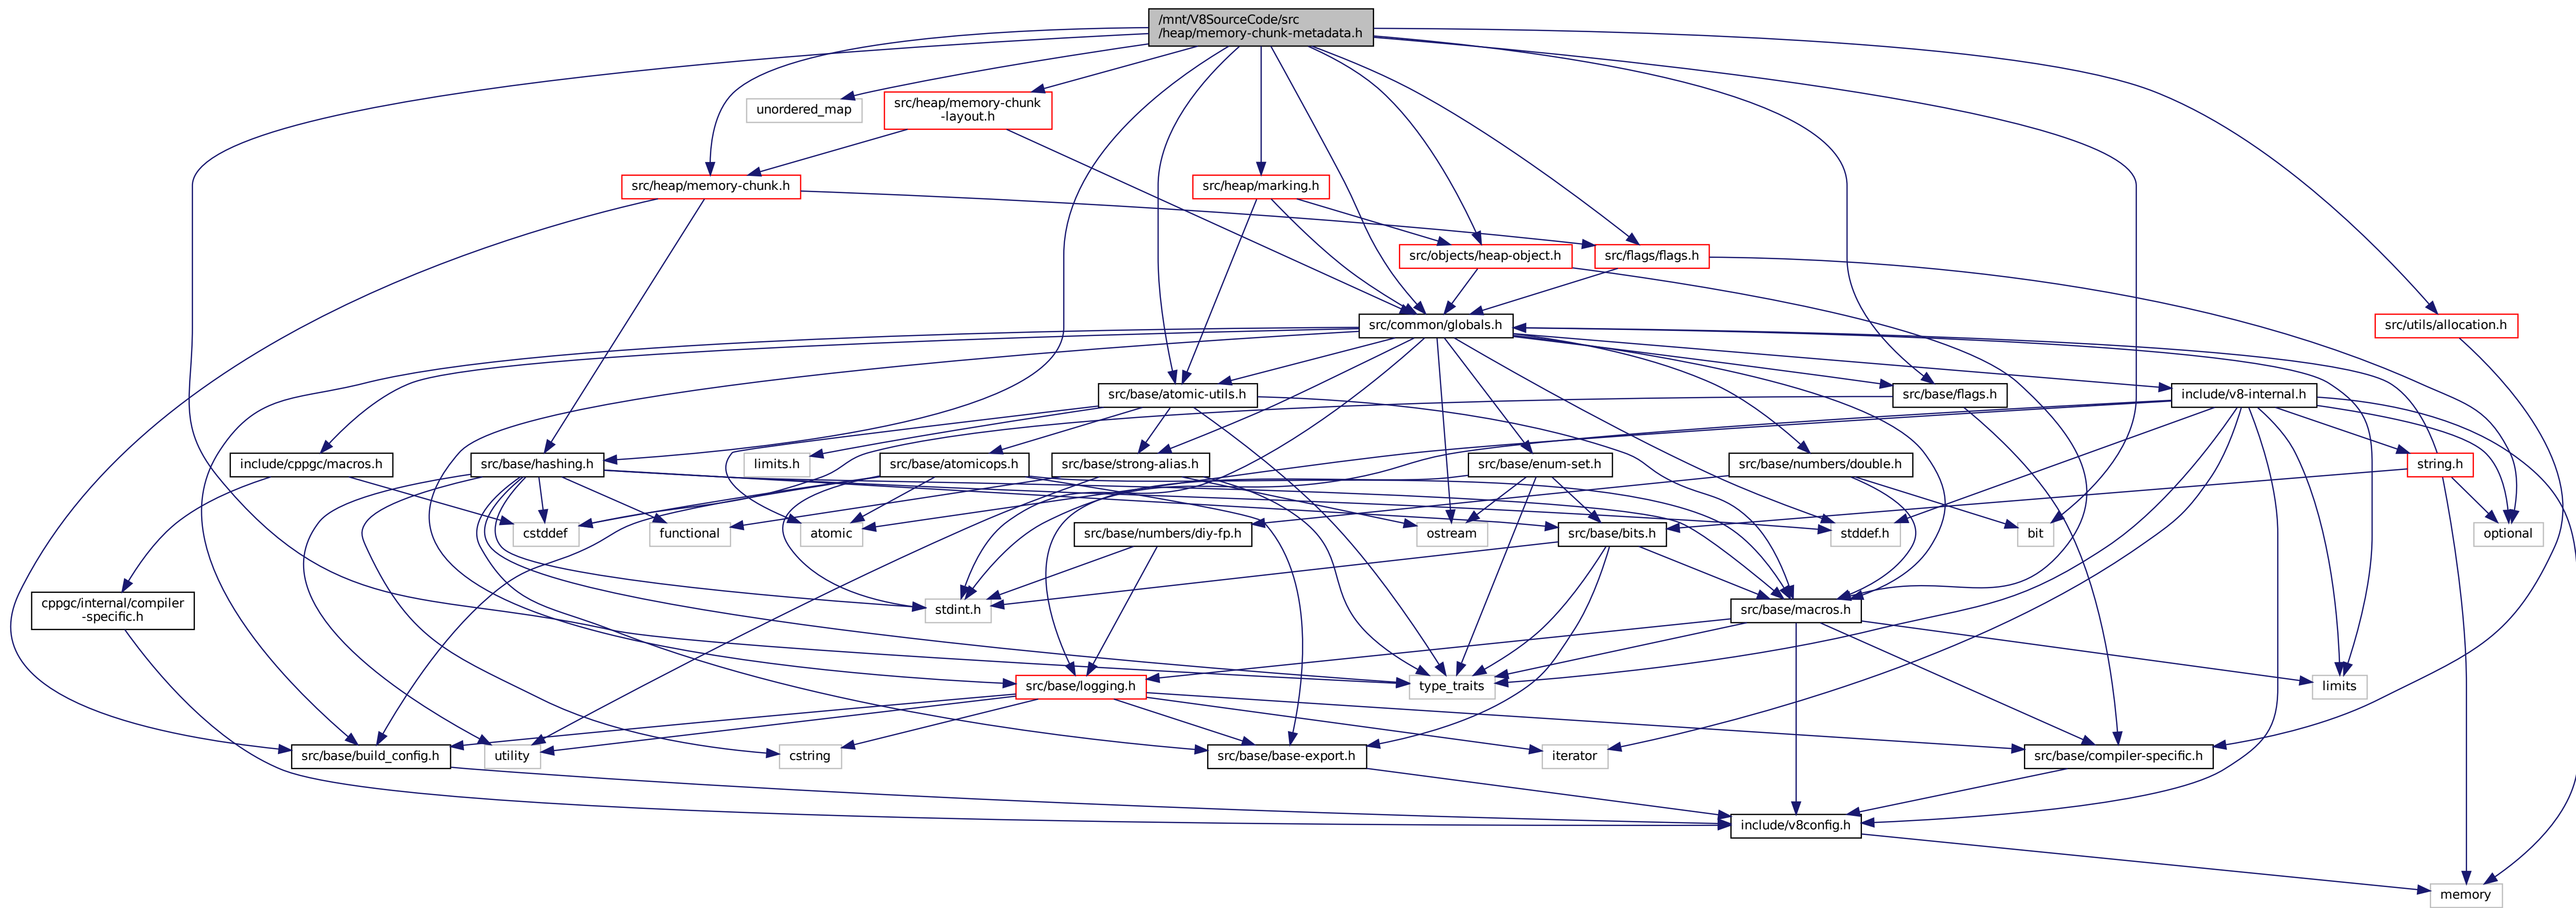 /mnt/V8SourceCode/src
/heap/memory-chunk-metadata.h
unordered_map
src/heap/memory-chunk
-layout.h
src/heap/memory-chunk.h
src/heap/marking.h
src/objects/heap-object.h
src/flags/flags.h
src/common/globals.h
src/utils/allocation.h
src/base/atomic-utils.h
src/base/flags.h
include/v8-internal.h
include/cppgc/macros.h
src/base/hashing.h
limits.h
src/base/atomicops.h
src/base/strong-alias.h
src/base/enum-set.h
src/base/numbers/double.h
string.h
cstddef
functional
atomic
src/base/numbers/diy-fp.h
ostream
src/base/bits.h
stddef.h
bit
optional
cppgc/internal/compiler
-specific.h
stdint.h
src/base/macros.h
src/base/logging.h
type_traits
limits
src/base/build_config.h
utility
cstring
src/base/base-export.h
iterator
src/base/compiler-specific.h
include/v8config.h
memory